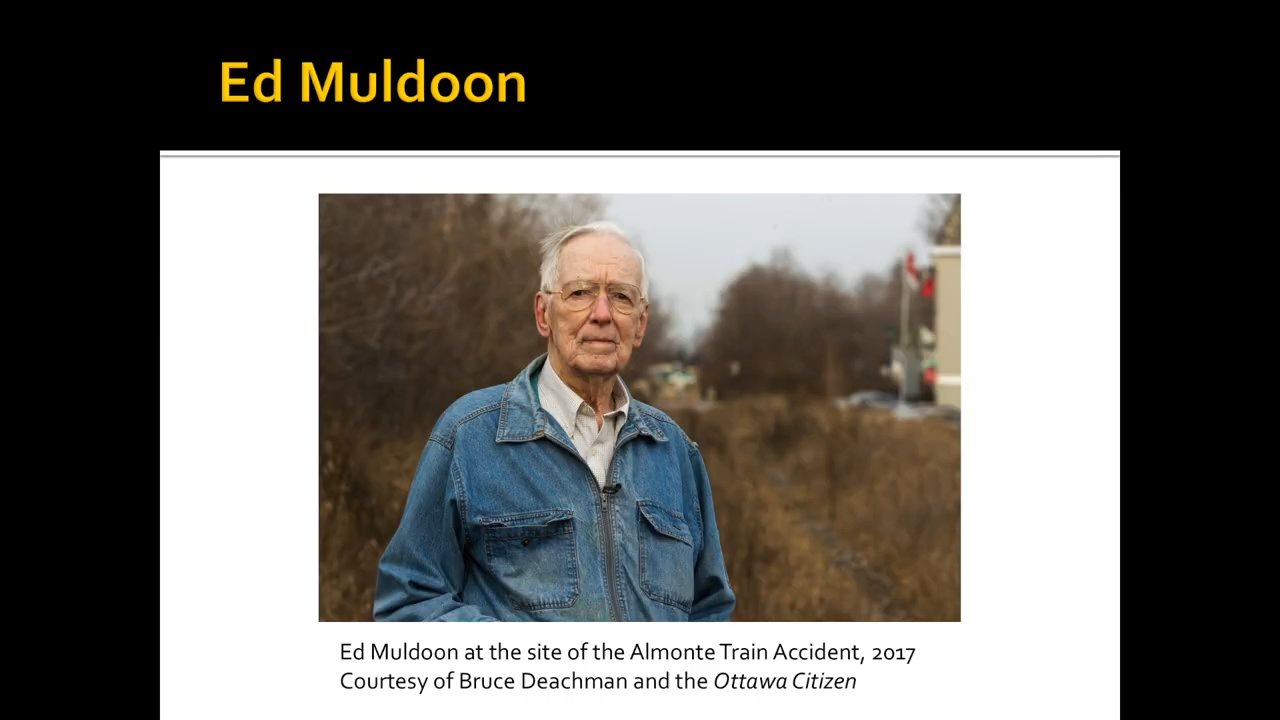 Ed Muldoon
Ed Muldoon at the site of the Almonte Train Accident, 2017
Courtesy of Bruce Deachman and the Ottawa Citizen